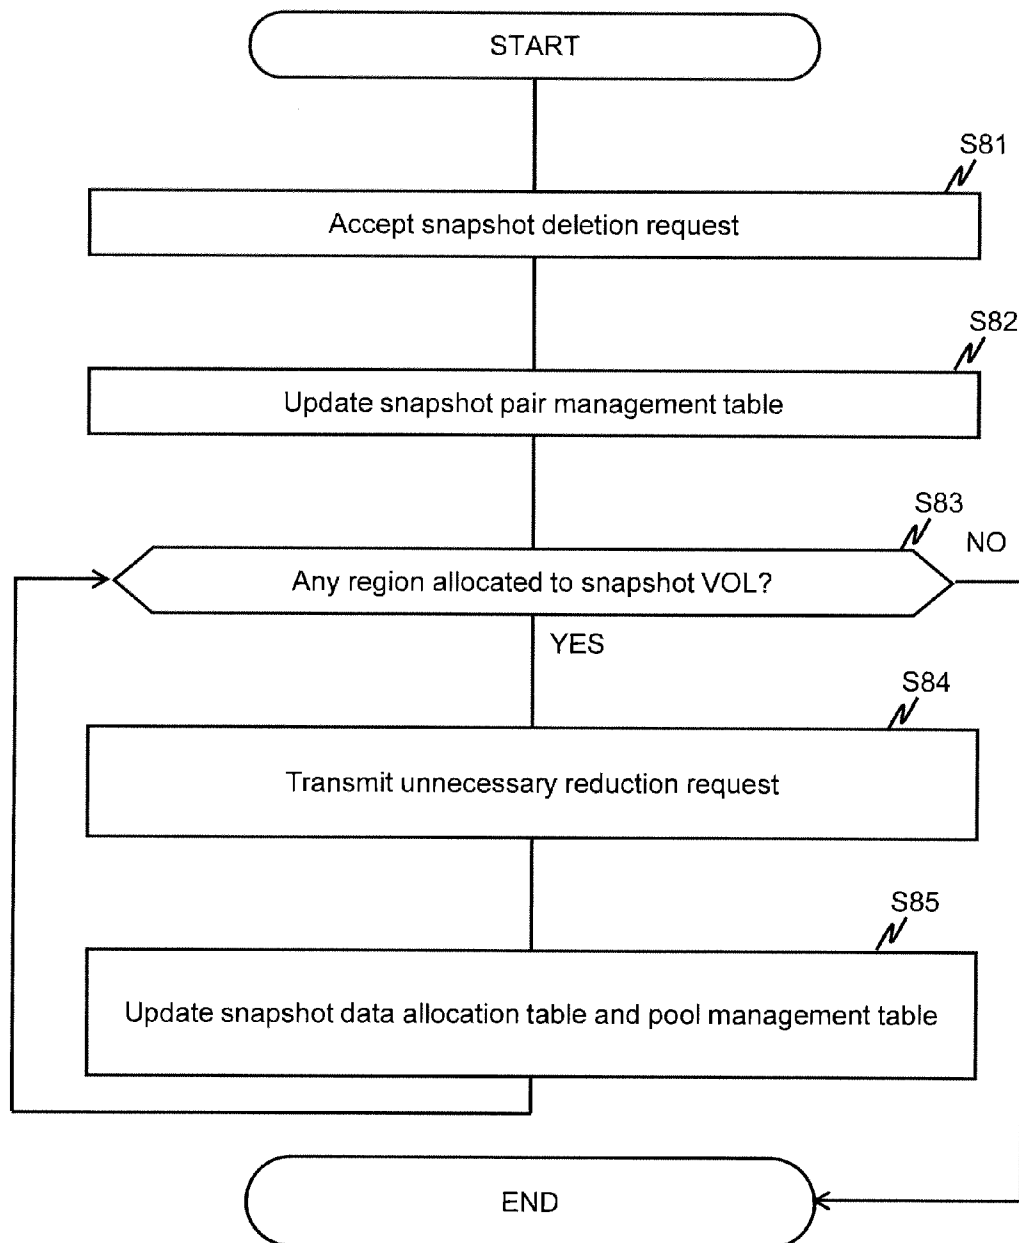 START
S81
Accept snapshot deletion request
S82
Update snapshot pair management table
S83
NO
Any region allocated to snapshot VOL?
YES
S84
Transmit unnecessary reduction request
S85
Update snapshot data allocation table and pool management table
END